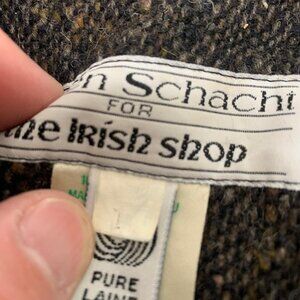 n Schacht
FOR
the Irish shop
PURE
LAINE